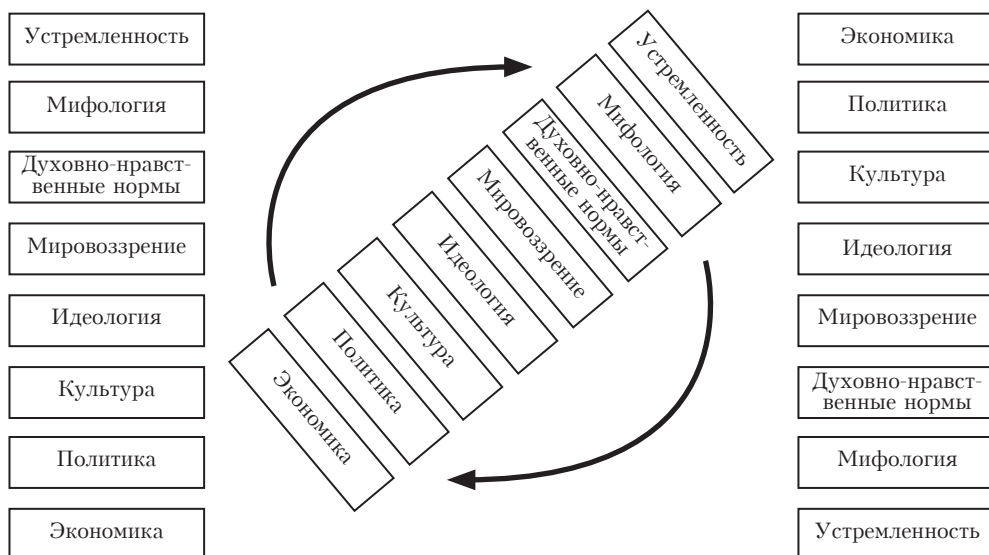 Устремленность
Мифология
Духовно-нравст-
венные нормы
Мировоззрение
Идеология
Культура
Политика
Экономика
Устремленность
Мифология
Духовно-нравст-
венные нормы
Мировоззрение
Идеология
Культура
Политика
Экономика
Экономика
Политика
Культура
Идеология
Мировоззрение
Духовно-нравст-
венные нормы
Мифология
Устремленность